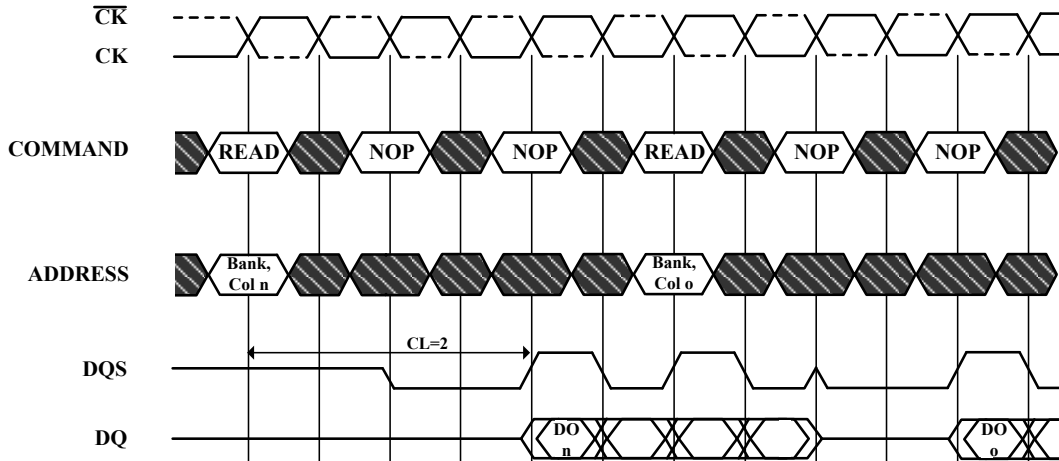 CK
CK
COMMAND
READ
NOP
NOP
READ
NOP
NOP
ADDRESS
Bank,
Col n
Bank,
Col o
CL=2
DQS
DQ
DO
n
DO
o